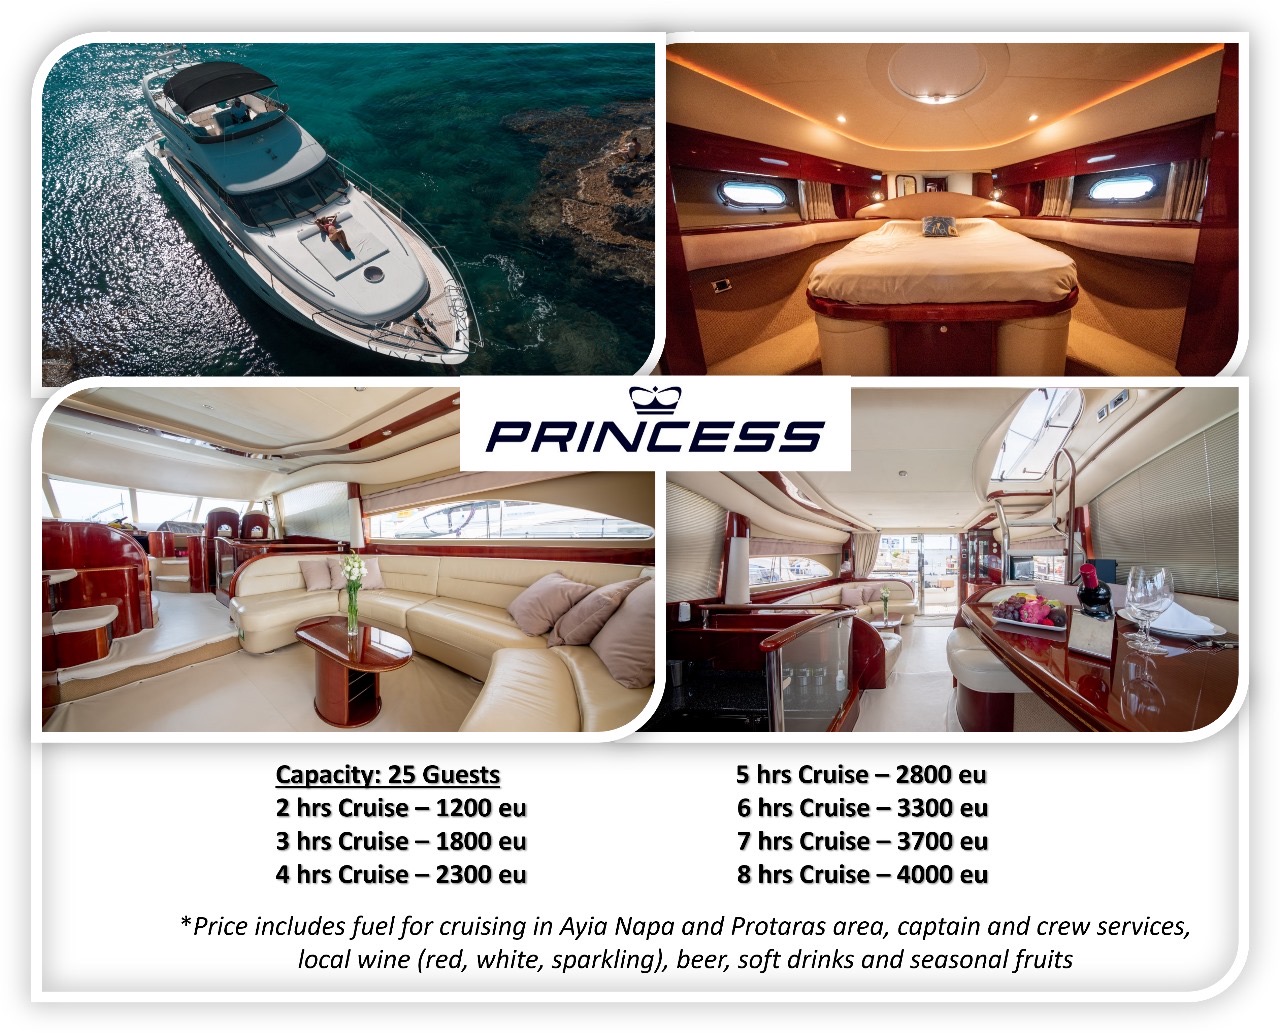 PRINCESS
Capacity: 25 Guests
2 hrs Cruise – 1200 eu
3 hrs Cruise – 1800 eu
4 hrs Cruise – 2300 eu
5 hrs Cruise – 2800 eu
6 hrs Cruise – 3300 eu
7 hrs Cruise – 3700 eu
8 hrs Cruise – 4000 eu
*Price includes fuel for cruising in Ayia Napa and Protaras area, captain and crew services,
local wine (red, white, sparkling), beer, soft drinks and seasonal fruits